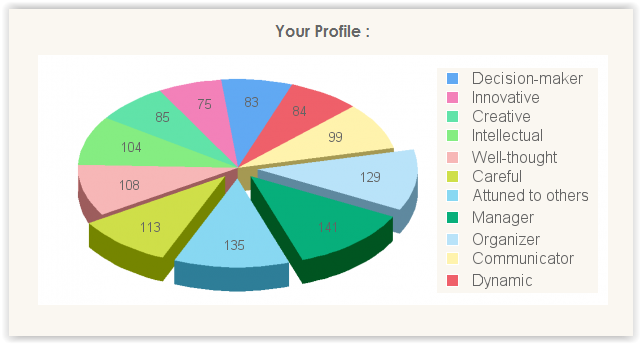 Your Profile :
83
84
99
129
141
135
113
108
104
85
75
Decision-maker
Innovative
Creative
Intellectual
Well-thought
Careful
Attuned to others
Manager
Organizer
Communicator
Dynamic